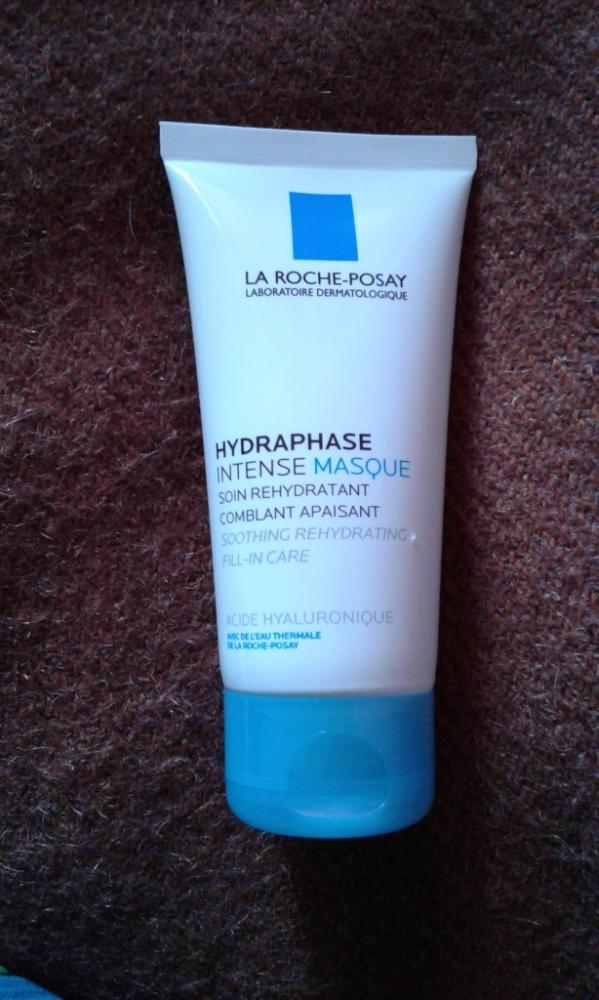 LA ROCHE-POSAY
LABORATOIRE DERMATOLOGIQUE
HYDRAPHASE
INTENSE MASQUE
SOIN REHYDRATANT
COMBLANT APAISANT
SOOTHING REHYDRATING
FILL-IN CARE
ACIDE HYALURONIQUE
AVEC DE L'EAU THERMALE
DE LA ROCHE-POSAY